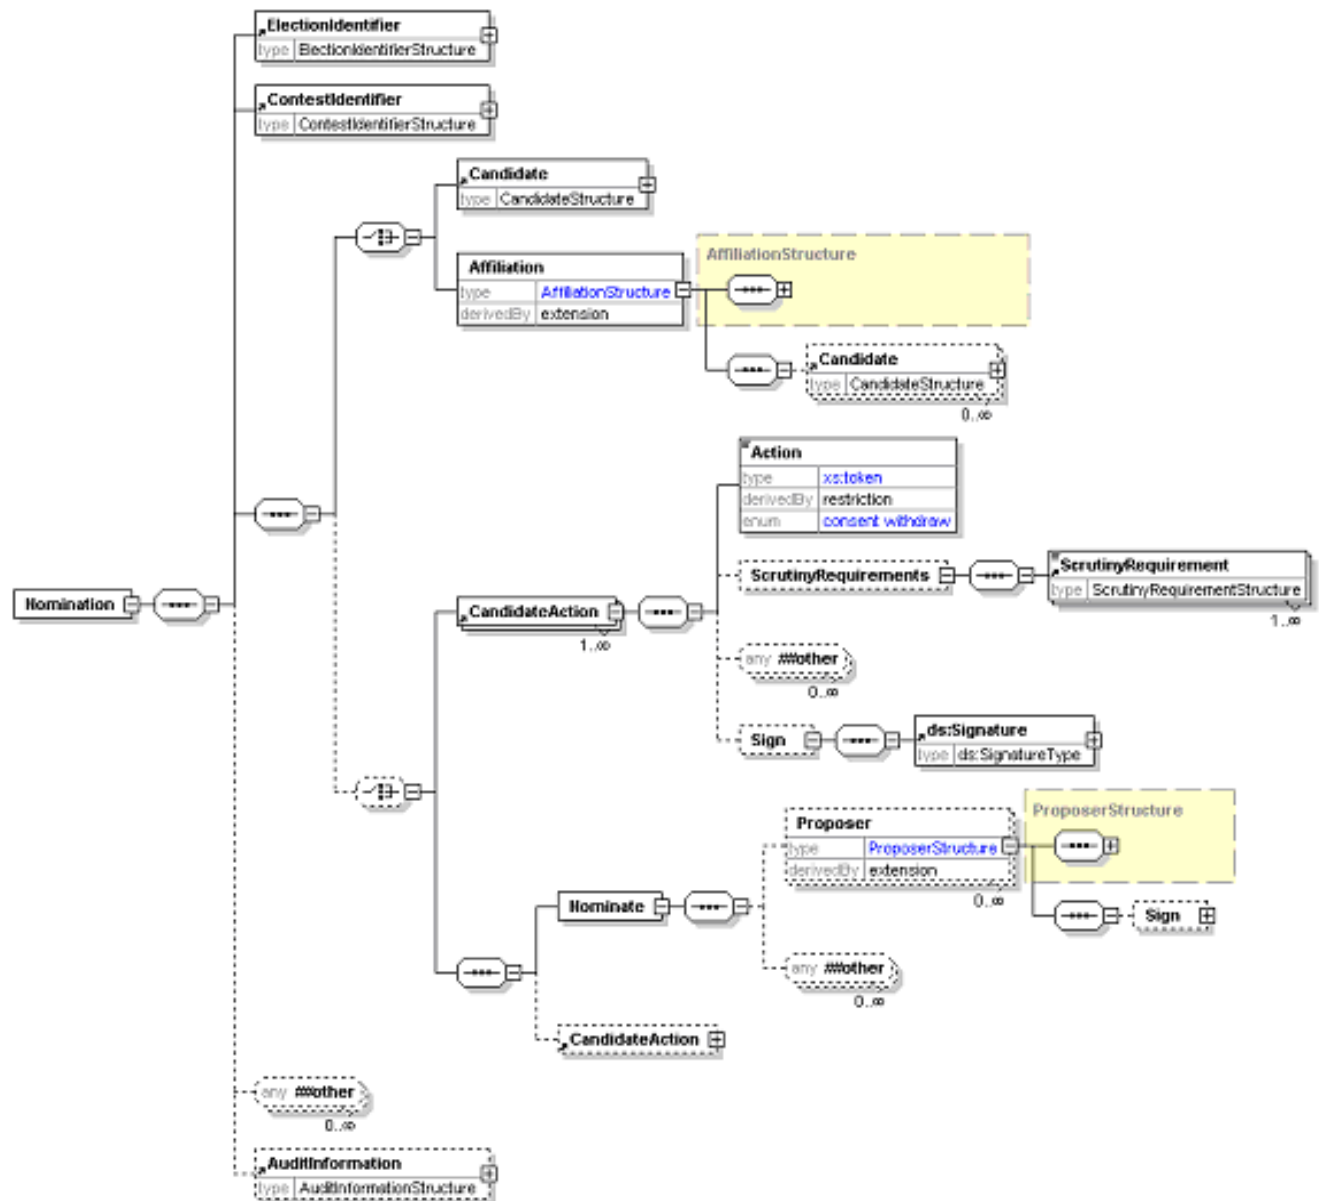 ElectionIdentifier
type ElectionIdentifierStructure
ContestIdentifier
type ContestIdentifierStructure
Candidate
type CandidateStructure
Affiliation
type AffiliationStructure
derivedBy extension
AffiliationStructure
Candidate
type CandidateStructure
0..∞
Action
type xs:token
derivedBy restriction
enum consent withdraw
ScrutinyRequirements
ScrutinyRequirement
type ScrutinyRequirementStructure
1..∞
Nomination
CandidateAction
1..∞
any ##other
0..∞
Sign
ds:Signature
type ds:SignatureType
Proposer
type ProposerStructure
derivedBy extension
0..∞
ProposerStructure
Sign
Nominate
any ##other
0..∞
CandidateAction
any ##other
0..∞
AuditInformation
type AuditInformationStructure